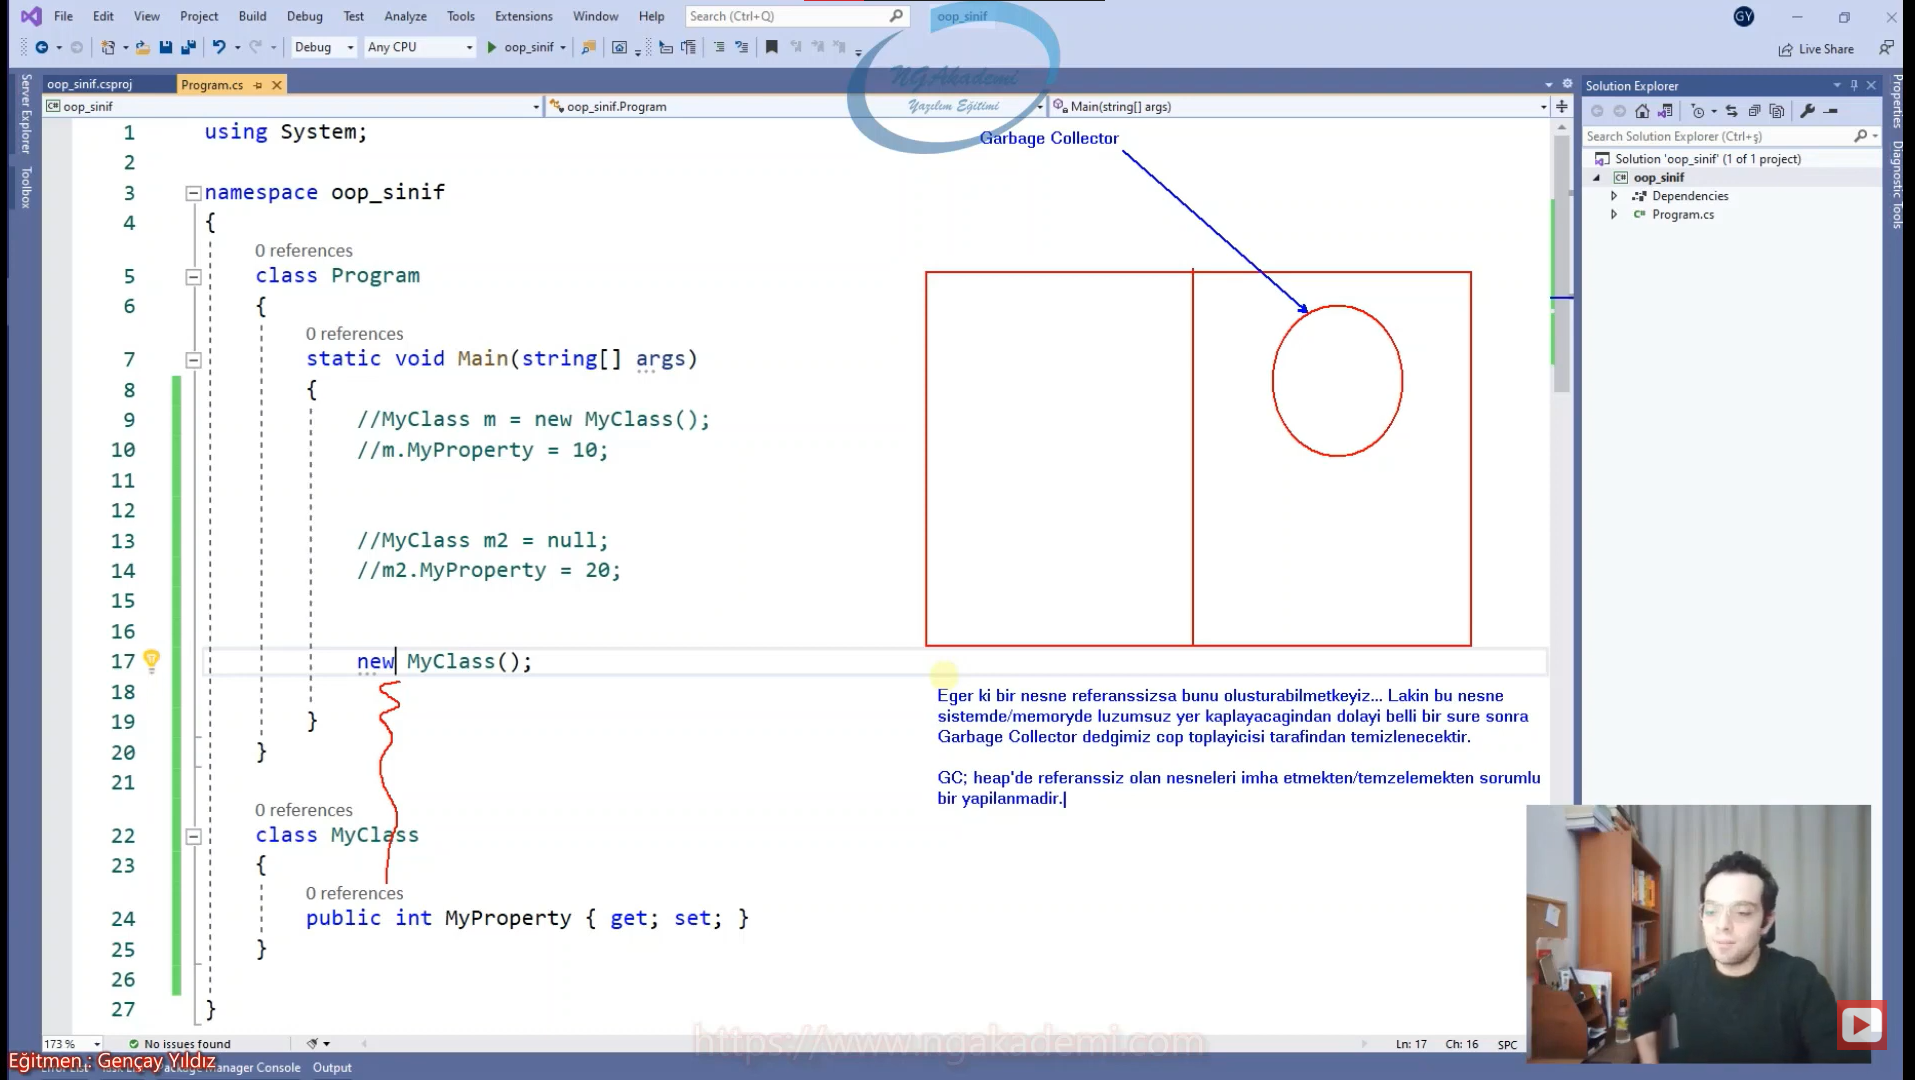 File Edit View Project Build Debug Test Analyze Tools Extensions Window Help Search (Ctrl+Q) oop_sinif GY
Debug Any CPU oop_sinif Live Share
oop_sinif.csproj Program.cs
oop_sinif oop_sinif.Program Main(string[] args)
NGAkademi
Yazılım Eğitimi
Server Explorer
Toolbox
1 using System;
2
3 namespace oop_sinif
4 {
0 references
5 class Program
6 {
0 references
7 static void Main(string[] args)
8 {
9 //MyClass m = new MyClass();
10 //m.MyProperty = 10;
11
12
13 //MyClass m2 = null;
14 //m2.MyProperty = 20;
15
16
17 new MyClass();
18
19 }
20 }
21
0 references
22 class MyClass
23 {
0 references
24 public int MyProperty { get; set; }
25 }
26
27 }
Garbage Collector
Eger ki bir nesne referanssizsa bunu olusturabilmetkeyiz... Lakin bu nesne
sistemde/memoryde luzumsuz yer kaplayacagindan dolayi belli bir sure sonra
Garbage Collector dedgimiz cop toplayicisi tarafindan temizlenecektir.
GC; heap'de referanssiz olan nesneleri imha etmekten/temzelemekten sorumlu
bir yapilanmadir.
Solution Explorer
Search Solution Explorer (Ctrl+ş)
Solution 'oop_sinif' (1 of 1 project)
oop_sinif
Dependencies
Program.cs
Properties
Diagnostic Tools
https://www.ngakademi.com
173 % No issues found Ln: 17 Ch: 16 SPC
Eğitmen : Gençay Yıldız
Manager Console Output